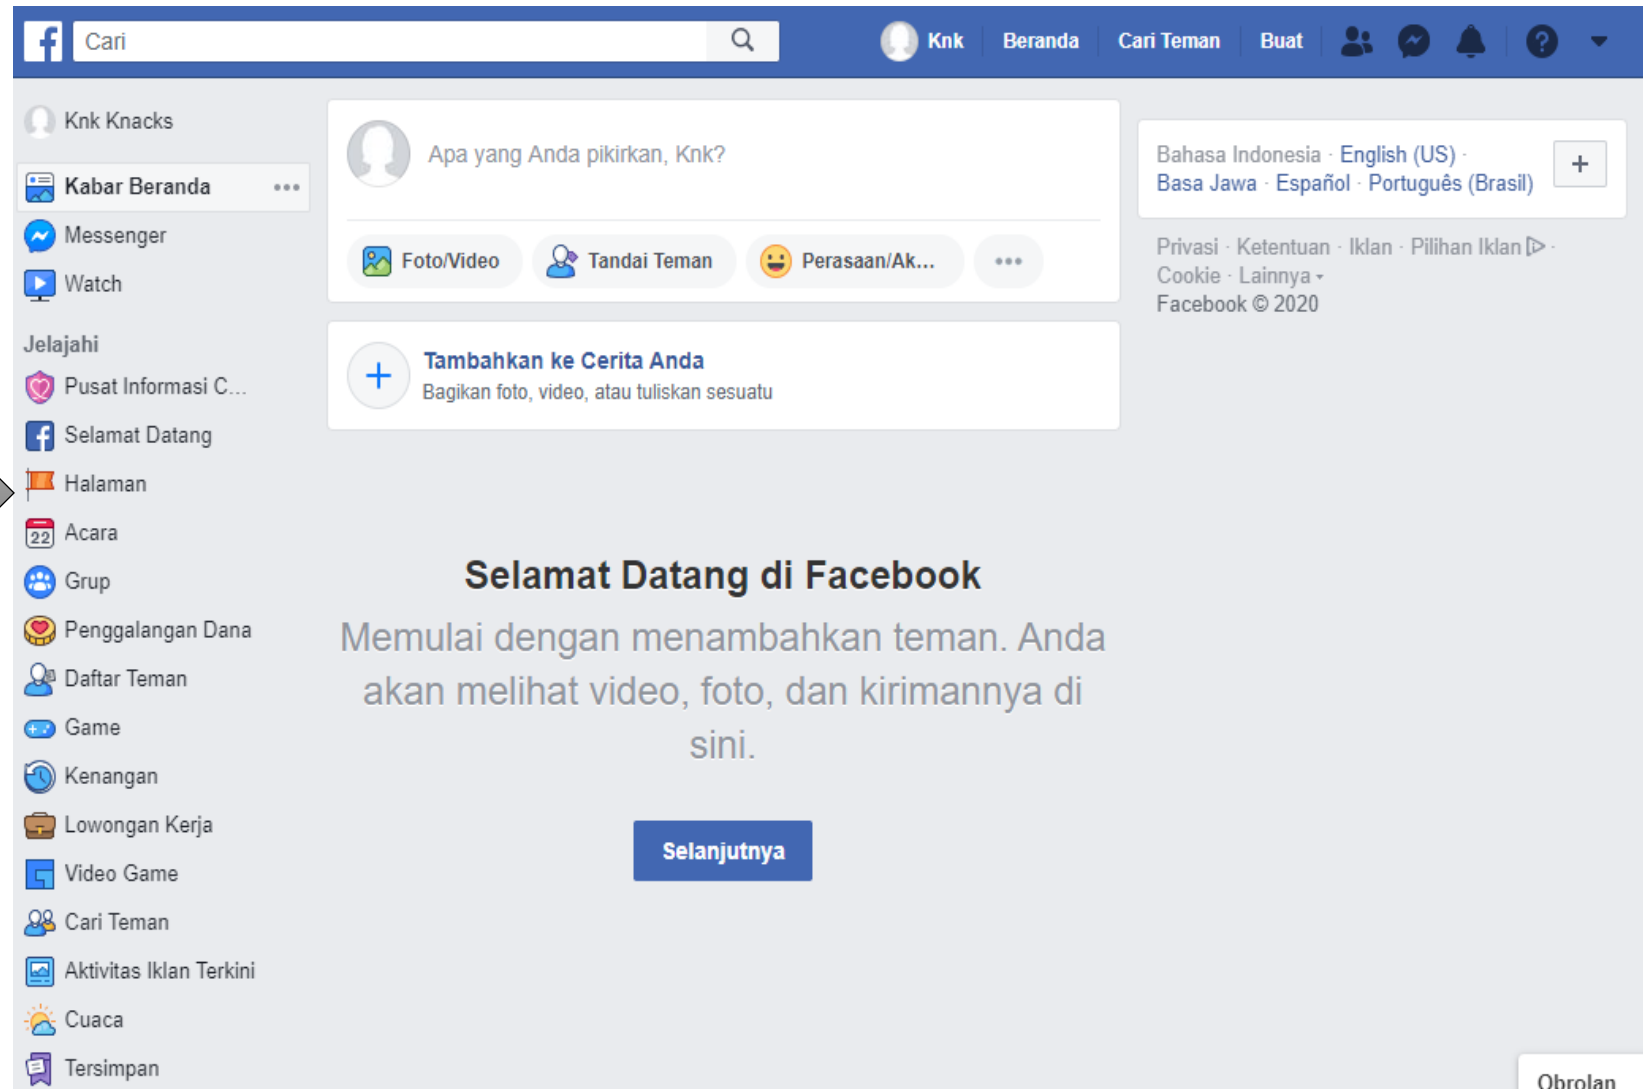 Cari
Knk
Beranda
Cari Teman
Buat
Knk Knacks
Kabar Beranda
Messenger
Watch
Jelajahi
Pusat Informasi C...
Selamat Datang
Halaman
22
Acara
Grup
Penggalangan Dana
Daftar Teman
Game
Kenangan
Lowongan Kerja
Video Game
Cari Teman
Aktivitas Iklan Terkini
Cuaca
Tersimpan
Apa yang Anda pikirkan, Knk?
Foto/Video
Tandai Teman
Perasaan/Ak...
Tambahkan ke Cerita Anda
Bagikan foto, video, atau tuliskan sesuatu
Selamat Datang di Facebook
Memulai dengan menambahkan teman. Anda
akan melihat video, foto, dan kirimannya di
sini.
Selanjutnya
Bahasa Indonesia · English (US) ·
Basa Jawa · Español · Português (Brasil)
Privasi · Ketentuan · Iklan · Pilihan Iklan ·
Cookie · Lainnya
Facebook © 2020
Obrolan